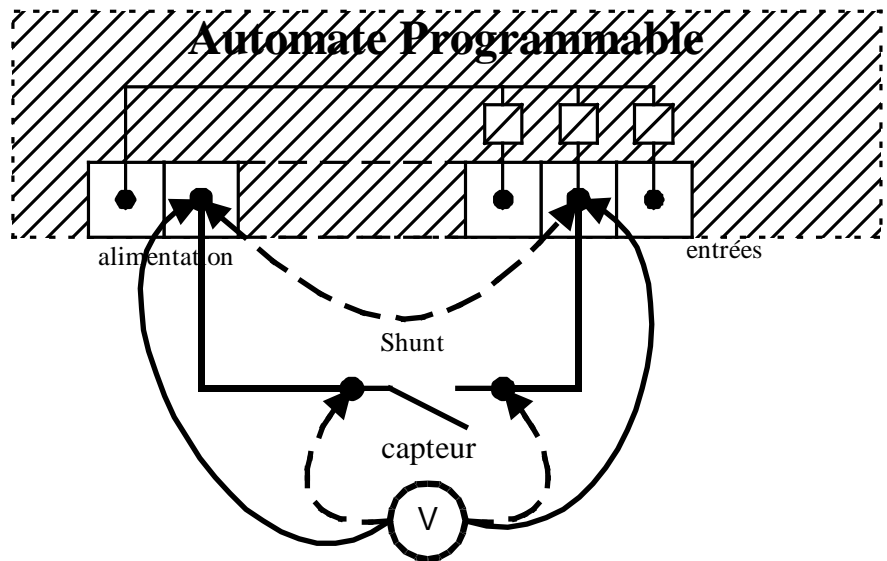 Automate Programmable
alimentation
entrées
Shunt
capteur
V